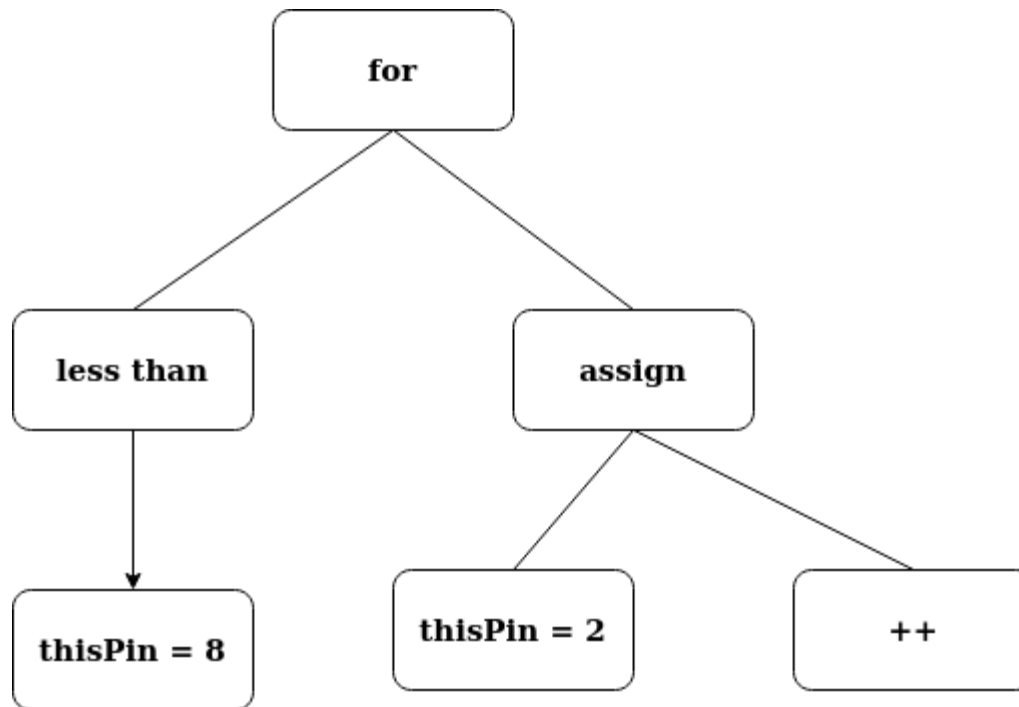 for
less than
assign
thisPin = 8
thisPin = 2
++